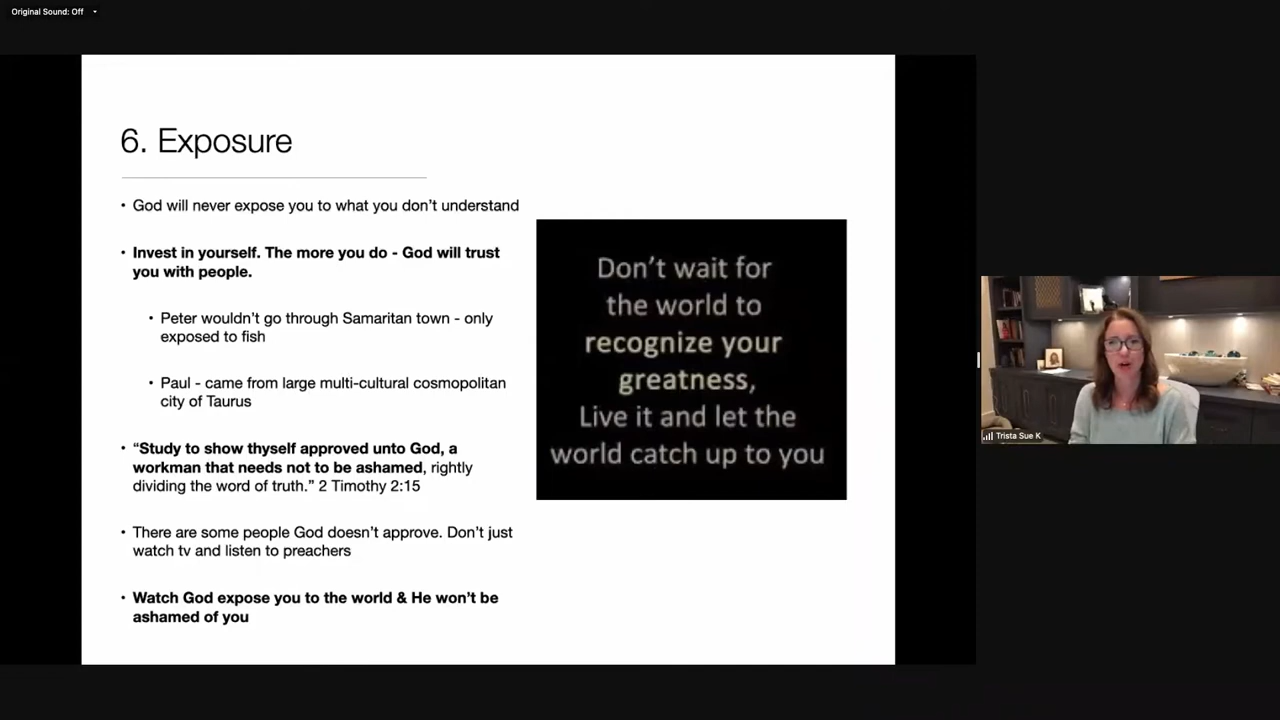 Original Sound: Off
6. Exposure
• God will never expose you to what you don’t understand
• Invest in yourself. The more you do - God will trust
you with people.
• Peter wouldn’t go through Samaritan town - only
exposed to fish
• Paul - came from large multi-cultural cosmopolitan
city of Taurus
• “Study to show thyself approved unto God, a
workman that needs not to be ashamed, rightly
dividing the word of truth.” 2 Timothy 2:15
• There are some people God doesn’t approve. Don’t just
watch tv and listen to preachers
• Watch God expose you to the world & He won’t be
ashamed of you
Don’t wait for
the world to
recognize your
greatness,
Live it and let the
world catch up to you
Trista Sue K